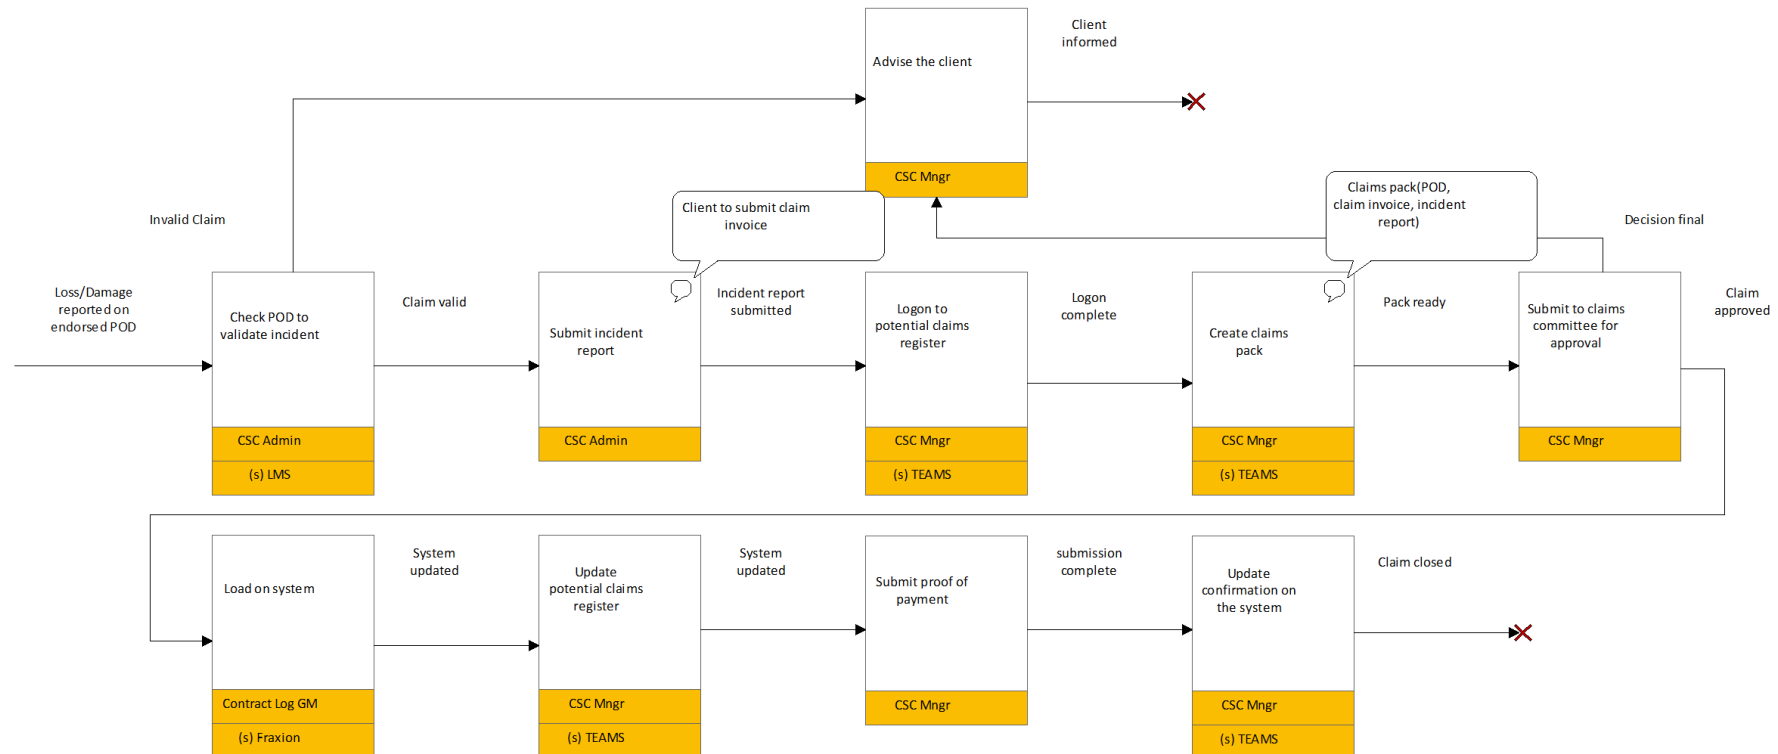 Client
informed
Advise the client
CSC Mngr
Invalid Claim
Client to submit claim
invoice
Claims pack(POD,
claim invoice, incident
report)
Decision final
Loss/Damage
reported on
endorsed POD
Check POD to
validate incident
CSC Admin
(s) LMS
Claim valid
Submit incident
report
CSC Admin
Incident report
submitted
Logon to
potential claims
register
CSC Mngr
(s) TEAMS
Logon
complete
Create claims
pack
CSC Mngr
(s) TEAMS
Pack ready
Submit to claims
committee for
approval
CSC Mngr
Claim
approved
Load on system
Contract Log GM
(s) Fraxion
System
updated
Update
potential claims
register
CSC Mngr
(s) TEAMS
System
updated
Submit proof of
payment
CSC Mngr
submission
complete
Update
confirmation on
the system
CSC Mngr
(s) TEAMS
Claim closed